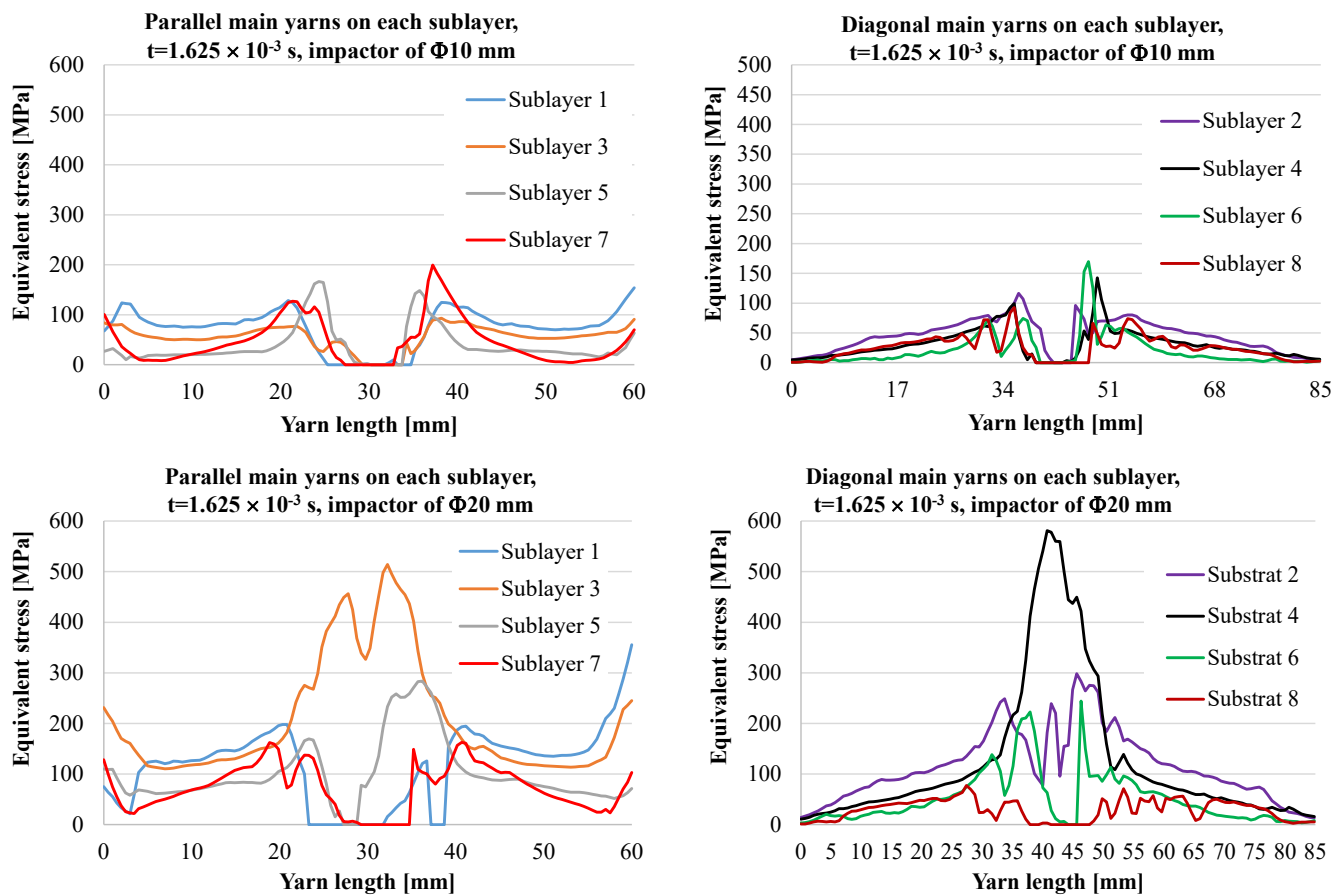 Parallel main yarns on each sublayer,
t=1.625 × 10-3 s, impactor of Φ10 mm
Equivalent stress [MPa]
600
500
400
300
200
100
0
Sublayer 1
Sublayer 3
Sublayer 5
Sublayer 7
0 10 20 30 40 50 60
Yarn length [mm]
Diagonal main yarns on each sublayer,
t=1.625 × 10-3 s, impactor of Φ10 mm
Equivalent stress [MPa]
500
450
400
350
300
250
200
150
100
50
0
Sublayer 2
Sublayer 4
Sublayer 6
Sublayer 8
0 17 34 51 68 85
Yarn length [mm]
Parallel main yarns on each sublayer,
t=1.625 × 10-3 s, impactor of Φ20 mm
Equivalent stress [MPa]
600
500
400
300
200
100
0
Sublayer 1
Sublayer 3
Sublayer 5
Sublayer 7
0 10 20 30 40 50 60
Yarn length [mm]
Diagonal main yarns on each sublayer,
t=1.625 × 10-3 s, impactor of Φ20 mm
Equivalent stress [MPa]
600
500
400
300
200
100
0
Substrat 2
Substrat 4
Substrat 6
Substrat 8
0 5 15 25 35 45 55 60 65 75 85
Yarn length [mm]